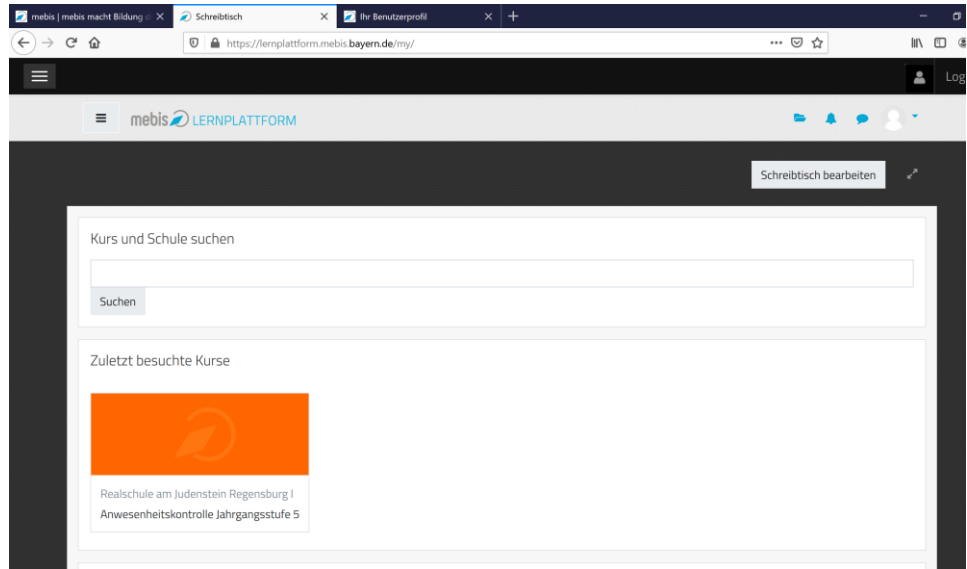 mebis | mebis macht Bildung d
Schreibtisch
Ihr Benutzerprofil
https://lernplattform.mebis.bayern.de/my/
Log
mebis LERNPLATTFORM
Schreibtisch bearbeiten
Kurs und Schule suchen
Suchen
Zuletzt besuchte Kurse
Realschule am Judenstein Regensburg I
Anwesenheitskontrolle Jahrgangsstufe 5